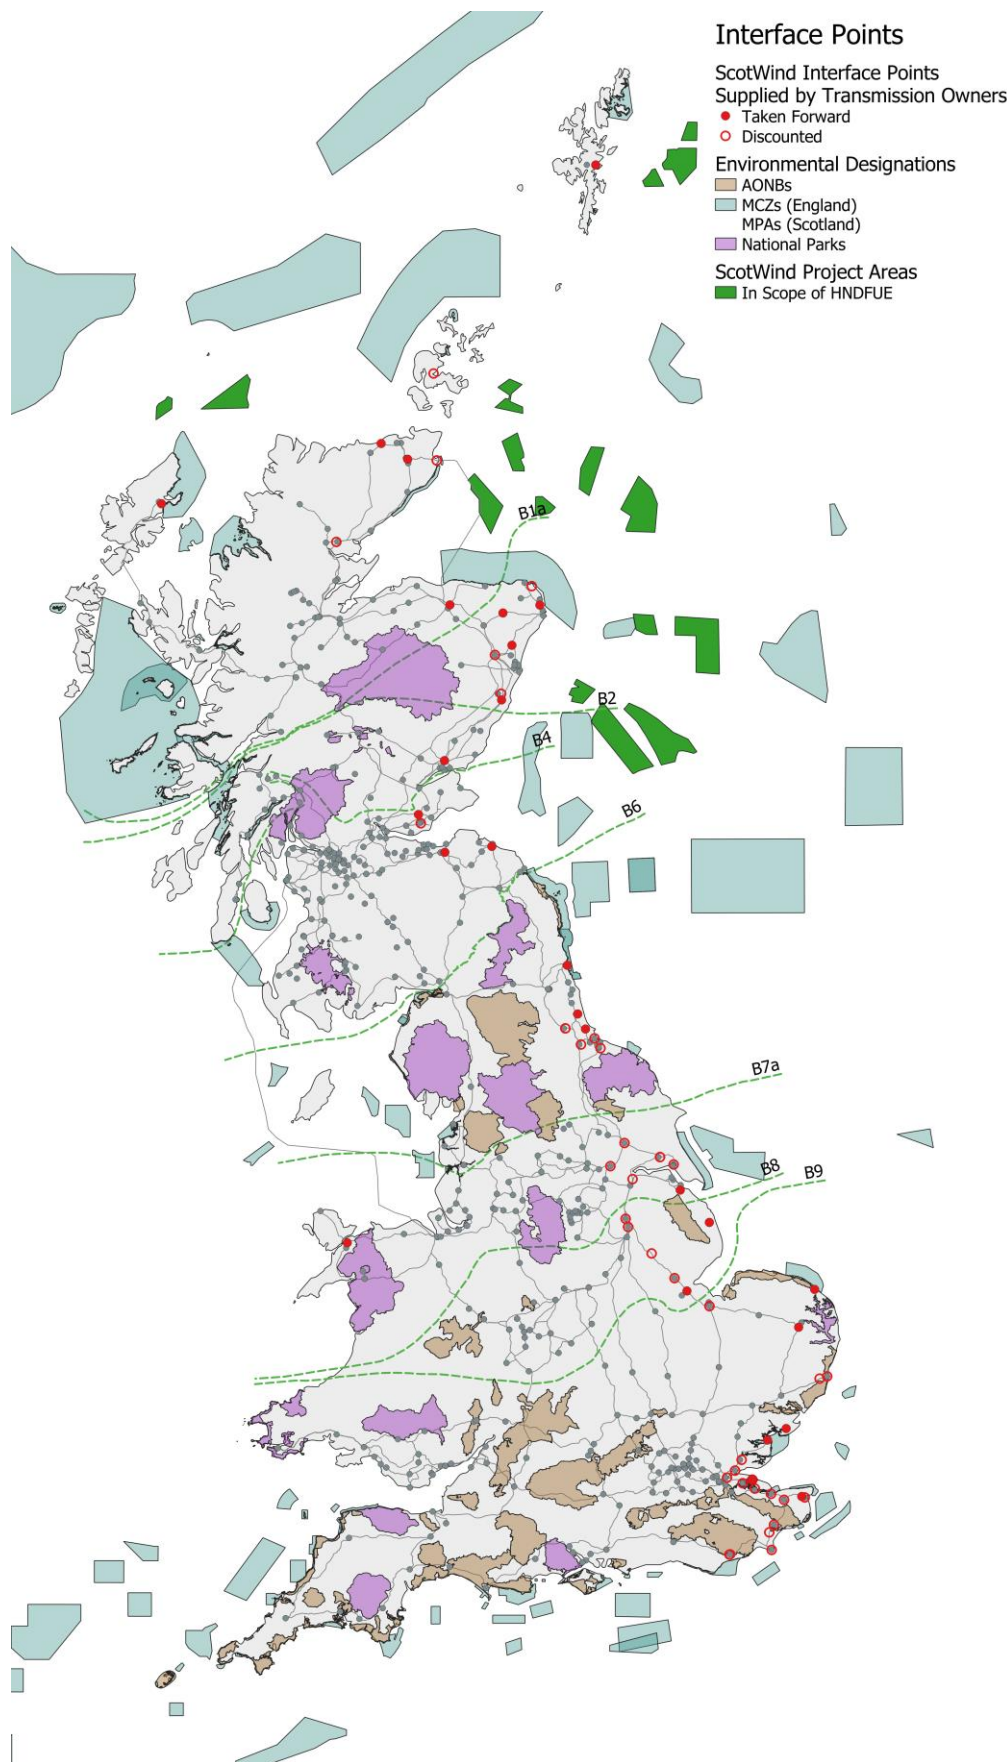 Interface Points
ScotWind Interface Points
Supplied by Transmission Owners
Taken Forward
Discounted
Environmental Designations
AONBs
MCZs (England)
MPAs (Scotland)
National Parks
ScotWind Project Areas
In Scope of HNDFUE
B1a
B2
B4
B6
B7a
B8
B9